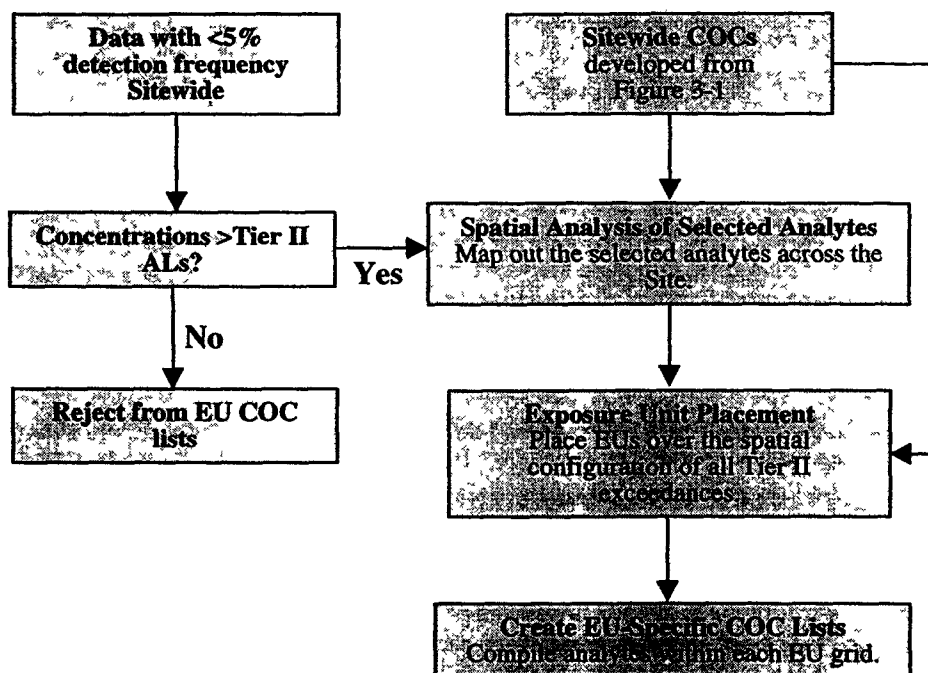 Data with <5%
detection frequency
Sitewide
Sitewide COCs
developed from
Figure 3-1
Concentrations >Tier II
ALs?
Yes
No
Spatial Analysis of Selected Analytes
Map out the selected analytes across the
Site.
Reject from EU COC
lists
Exposure Unit Placement
Place EUs over the spatial
configuration of all Tier II
exceedances
Create EU-Specific COC Lists
Compile analytes within each EU grid.